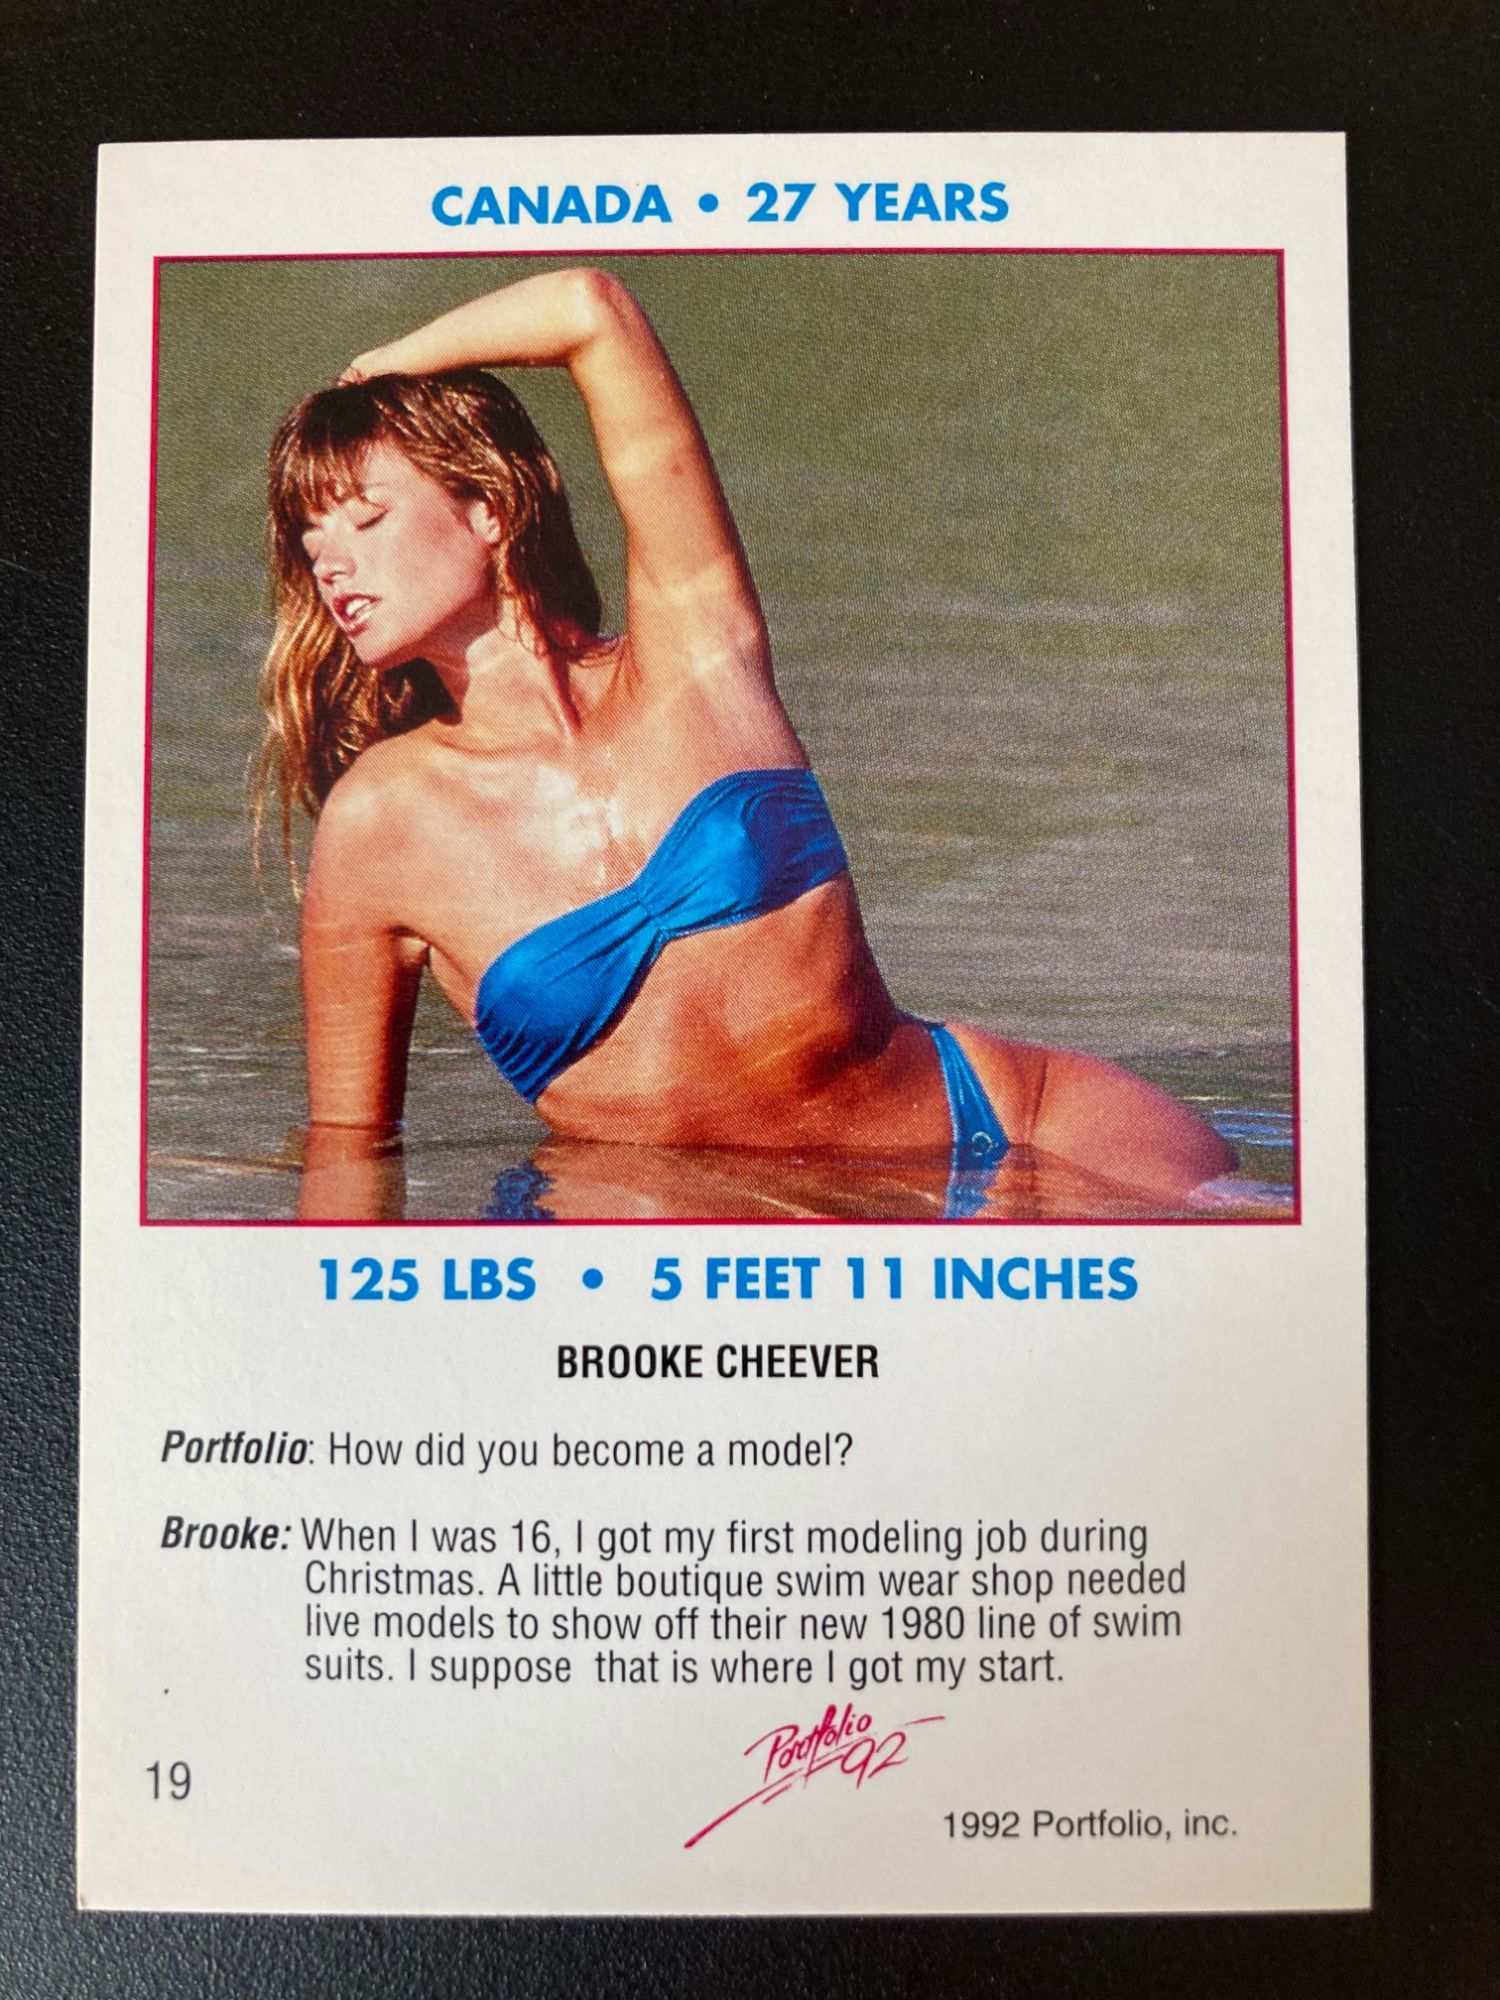 CANADA • 27 YEARS
125 LBS • 5 FEET 11 INCHES
BROOKE CHEEVER
Portfolio: How did you become a model?
Brooke: When I was 16, I got my first modeling job during
Christmas. A little boutique swim wear shop needed
live models to show off their new 1980 line of swim
suits. I suppose  that is where I got my start.
Portfolio
92
19
1992 Portfolio, inc.